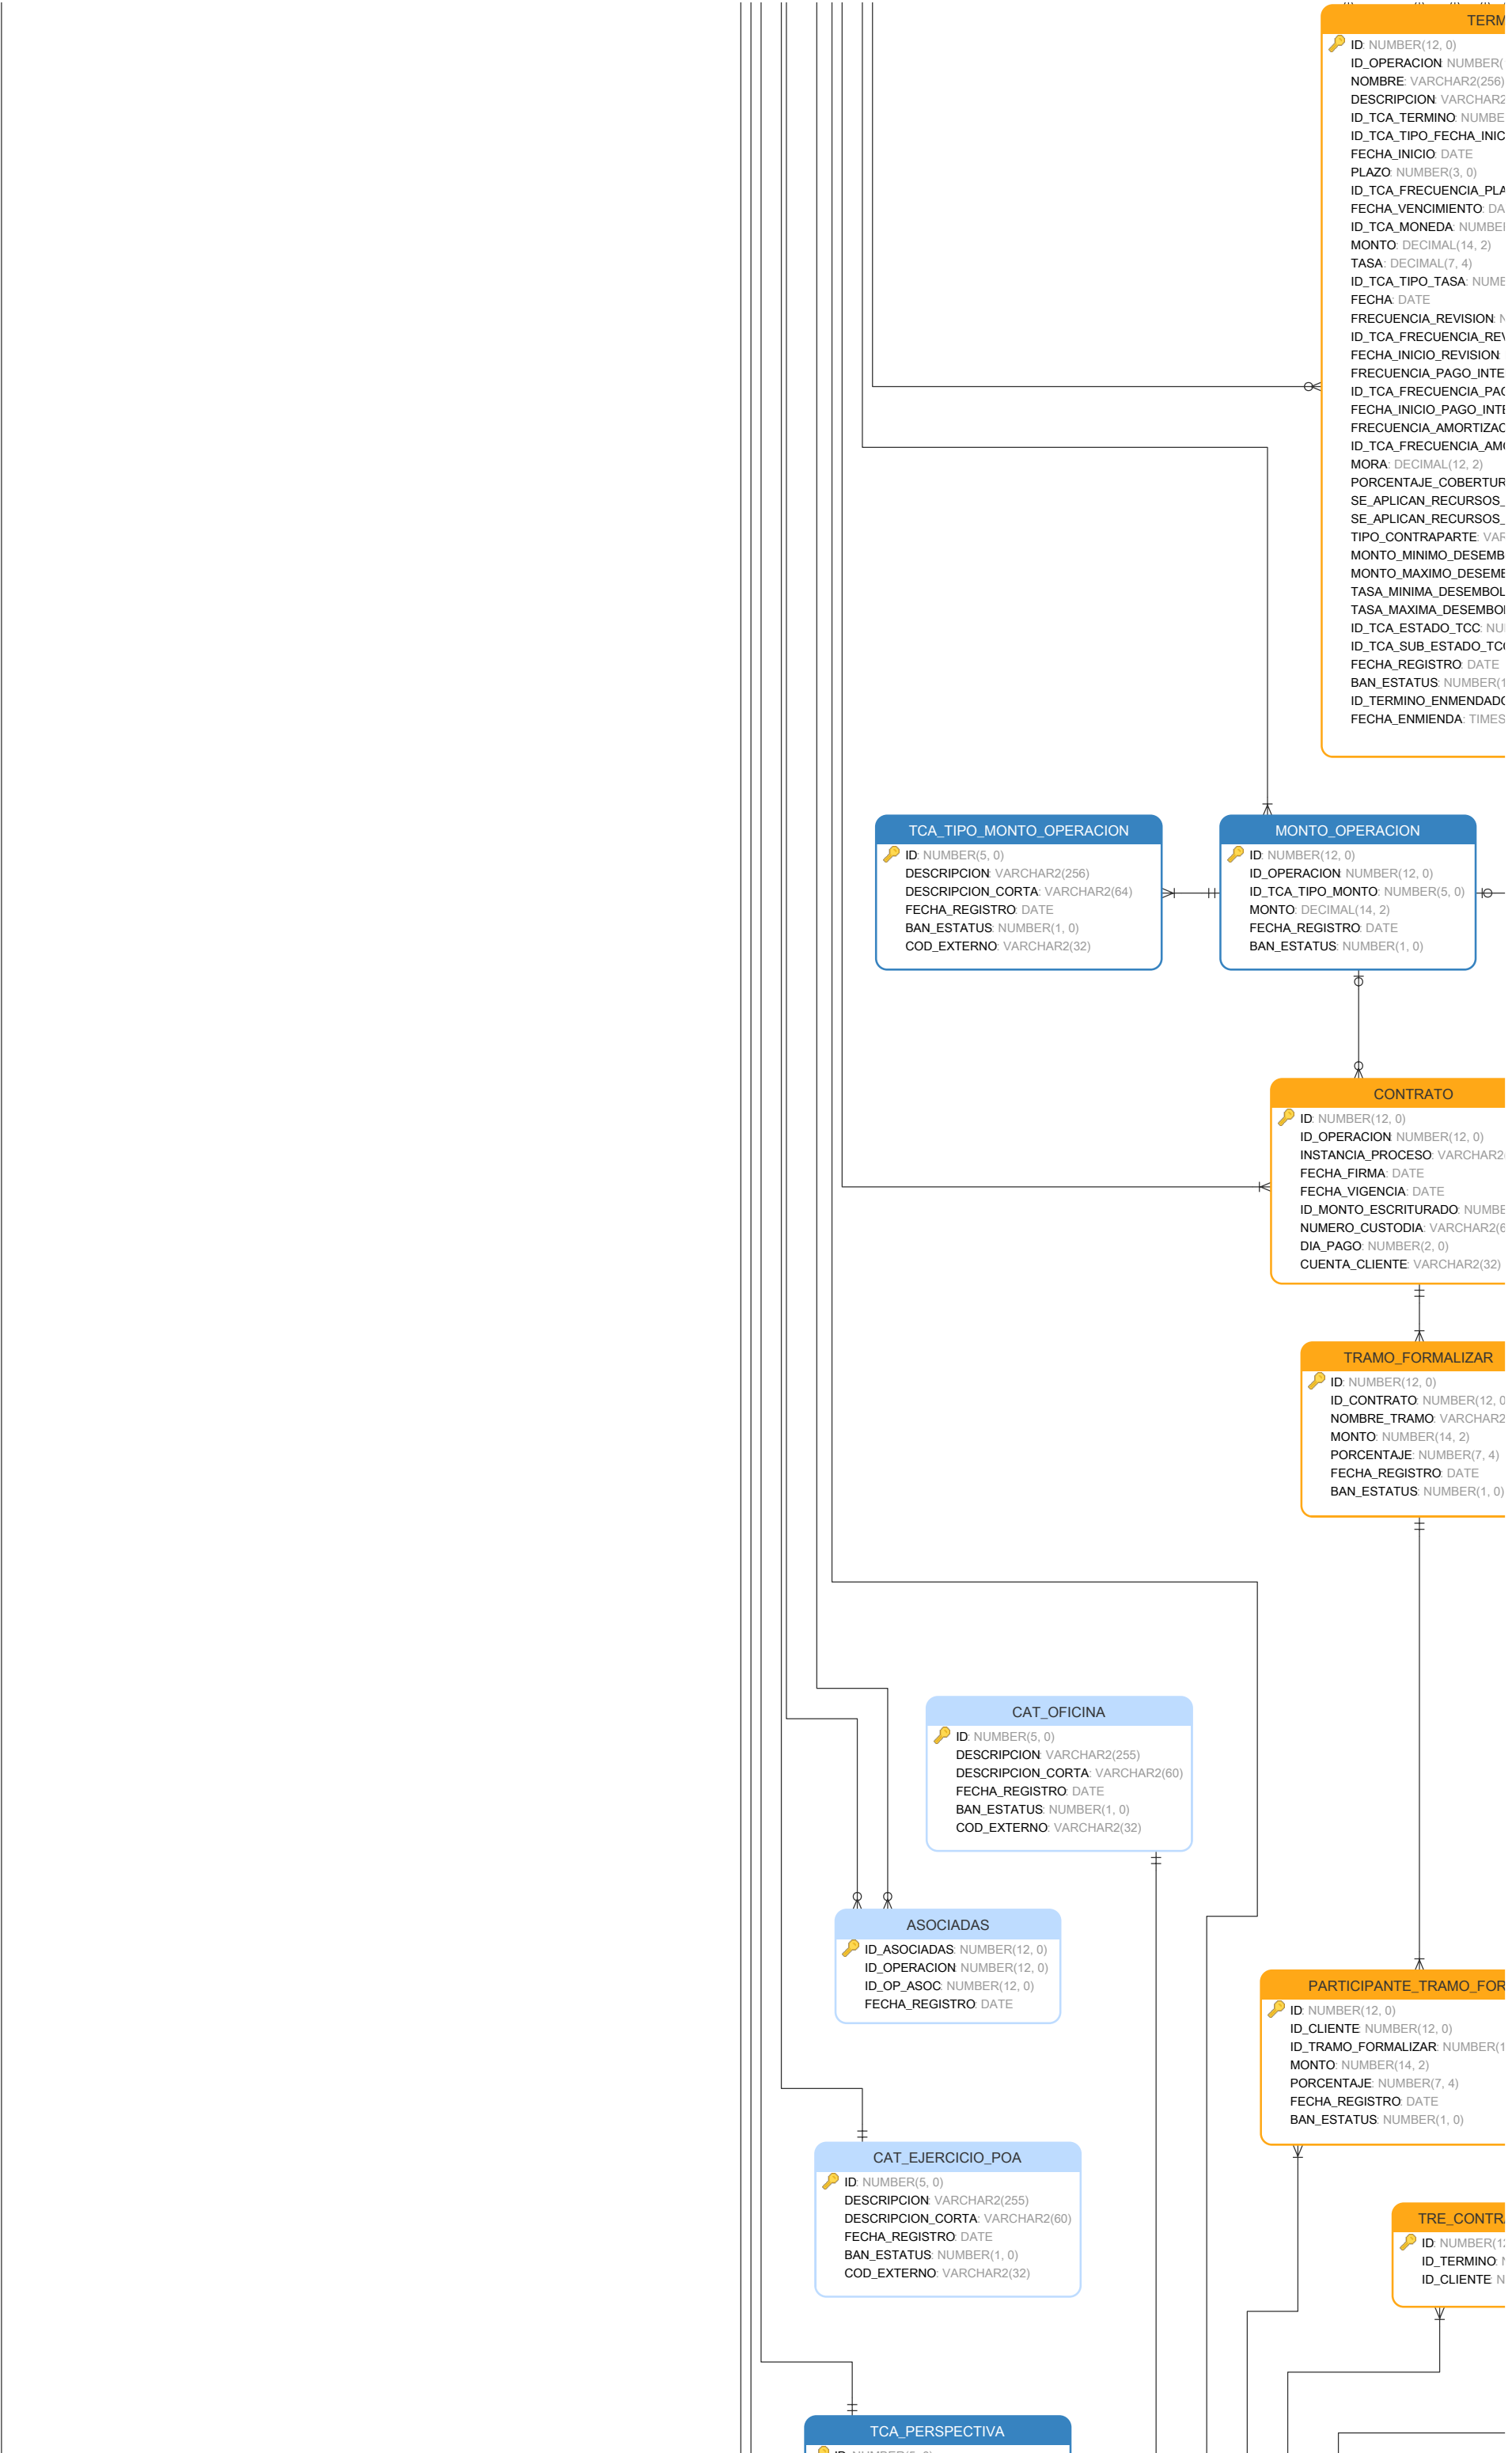 TERM
ID: NUMBER(12, 0)
ID_OPERACION: NUMBER(
NOMBRE: VARCHAR2(256)
DESCRIPCION: VARCHAR2
ID_TCA_TERMINO: NUMBE
ID_TCA_TIPO_FECHA_INIC
FECHA_INICIO: DATE
PLAZO: NUMBER(3, 0)
ID_TCA_FRECUENCIA_PLA
FECHA_VENCIMIENTO: DA
ID_TCA_MONEDA: NUMBER
MONTO: DECIMAL(14, 2)
TASA: DECIMAL(7, 4)
ID_TCA_TIPO_TASA: NUMB
FECHA: DATE
FRECUENCIA_REVISION: N
ID_TCA_FRECUENCIA_REV
FECHA_INICIO_REVISION:
FRECUENCIA_PAGO_INTE
ID_TCA_FRECUENCIA_PAG
FECHA_INICIO_PAGO_INTE
FRECUENCIA_AMORTIZAC
ID_TCA_FRECUENCIA_AMO
MORA: DECIMAL(12, 2)
PORCENTAJE_COBERTUR
SE_APLICAN_RECURSOS_
SE_APLICAN_RECURSOS_
TIPO_CONTRAPARTE: VAR
MONTO_MINIMO_DESEMB
MONTO_MAXIMO_DESEMB
TASA_MINIMA_DESEMBOL
TASA_MAXIMA_DESEMBOL
ID_TCA_ESTADO_TCC: NU
ID_TCA_SUB_ESTADO_TCC
FECHA_REGISTRO: DATE
BAN_ESTATUS: NUMBER(1
ID_TERMINO_ENMENDADO
FECHA_ENMIENDA: TIMES
TCA_TIPO_MONTO_OPERACION
ID: NUMBER(5, 0)
DESCRIPCION: VARCHAR2(256)
DESCRIPCION_CORTA: VARCHAR2(64)
FECHA_REGISTRO: DATE
BAN_ESTATUS: NUMBER(1, 0)
COD_EXTERNO: VARCHAR2(32)
MONTO_OPERACION
ID: NUMBER(12, 0)
ID_OPERACION: NUMBER(12, 0)
ID_TCA_TIPO_MONTO: NUMBER(5, 0)
MONTO: DECIMAL(14, 2)
FECHA_REGISTRO: DATE
BAN_ESTATUS: NUMBER(1, 0)
CONTRATO
ID: NUMBER(12, 0)
ID_OPERACION: NUMBER(12, 0)
INSTANCIA_PROCESO: VARCHAR2(
FECHA_FIRMA: DATE
FECHA_VIGENCIA: DATE
ID_MONTO_ESCRITURADO: NUMBE
NUMERO_CUSTODIA: VARCHAR2(6
DIA_PAGO: NUMBER(2, 0)
CUENTA_CLIENTE: VARCHAR2(32)
TRAMO_FORMALIZAR
ID: NUMBER(12, 0)
ID_CONTRATO: NUMBER(12, 0
NOMBRE_TRAMO: VARCHAR2
MONTO: NUMBER(14, 2)
PORCENTAJE: NUMBER(7, 4)
FECHA_REGISTRO: DATE
BAN_ESTATUS: NUMBER(1, 0)
CAT_OFICINA
ID: NUMBER(5, 0)
DESCRIPCION: VARCHAR2(255)
DESCRIPCION_CORTA: VARCHAR2(60)
FECHA_REGISTRO: DATE
BAN_ESTATUS: NUMBER(1, 0)
COD_EXTERNO: VARCHAR2(32)
ASOCIADAS
ID_ASOCIADAS: NUMBER(12, 0)
ID_OPERACION: NUMBER(12, 0)
ID_OP_ASOC: NUMBER(12, 0)
FECHA_REGISTRO: DATE
PARTICIPANTE_TRAMO_FOR
ID: NUMBER(12, 0)
ID_CLIENTE: NUMBER(12, 0)
ID_TRAMO_FORMALIZAR: NUMBER(1
MONTO: NUMBER(14, 2)
PORCENTAJE: NUMBER(7, 4)
FECHA_REGISTRO: DATE
BAN_ESTATUS: NUMBER(1, 0)
CAT_EJERCICIO_POA
ID: NUMBER(5, 0)
DESCRIPCION: VARCHAR2(255)
DESCRIPCION_CORTA: VARCHAR2(60)
FECHA_REGISTRO: DATE
BAN_ESTATUS: NUMBER(1, 0)
COD_EXTERNO: VARCHAR2(32)
TRE_CONTR
ID: NUMBER(12
ID_TERMINO: N
ID_CLIENTE: N
TCA_PERSPECTIVA